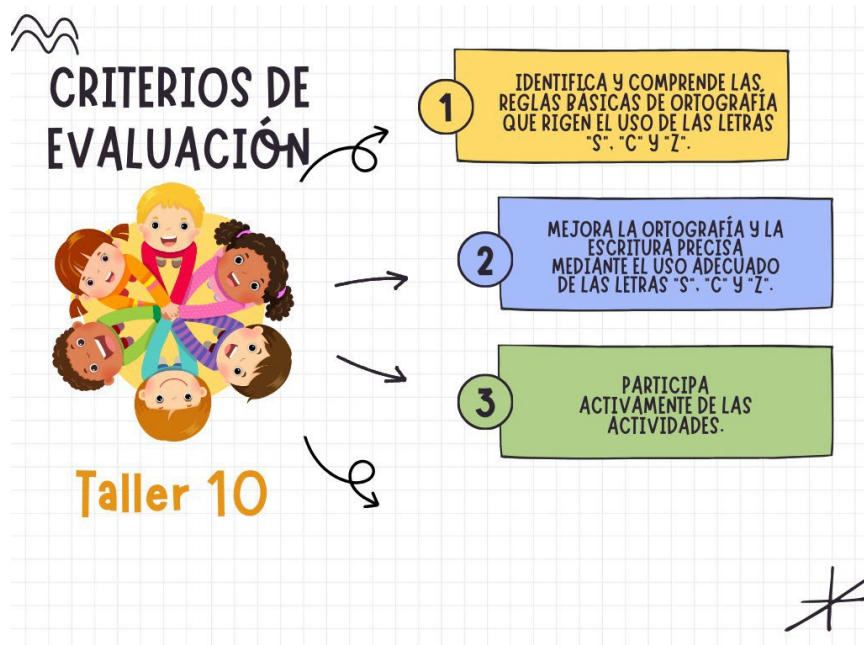 CRITERIOS DE
EVALUACIÓN
1
IDENTIFICA Y COMPRENDE LAS
REGLAS BÁSICAS DE ORTOGRAFÍA
QUE RIGEN EL USO DE LAS LETRAS
"S", "C" Y "Z".
2
MEJORA LA ORTOGRAFÍA Y LA
ESCRITURA PRECISA
MEDIANTE EL USO ADECUADO
DE LAS LETRAS "S", "C" Y "Z".
3
PARTICIPA
ACTIVAMENTE DE LAS
ACTIVIDADES.
Taller 10